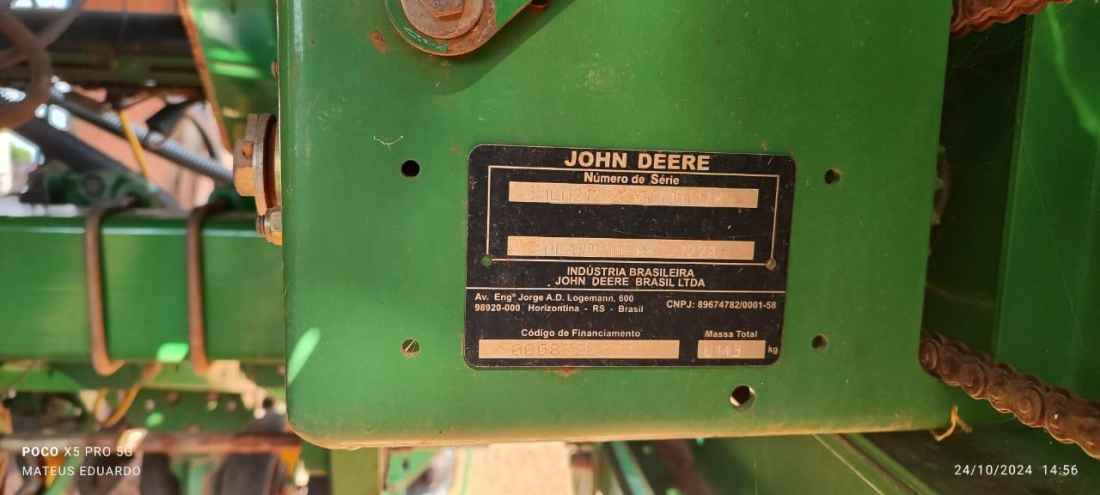 JOHN DEERE
Número de Série
INDÚSTRIA BRASILEIRA
JOHN DEERE BRASIL LTDA
Av. Engº Jorge A.D. Logemann, 600
98920-000 Horizontina - RS - Brasil
CNPJ: 89674782/0001-58
Código de Financiamento
Massa Total
kg
POCO X5 PRO 5G
MATEUS EDUARDO
24/10/2024 14:56